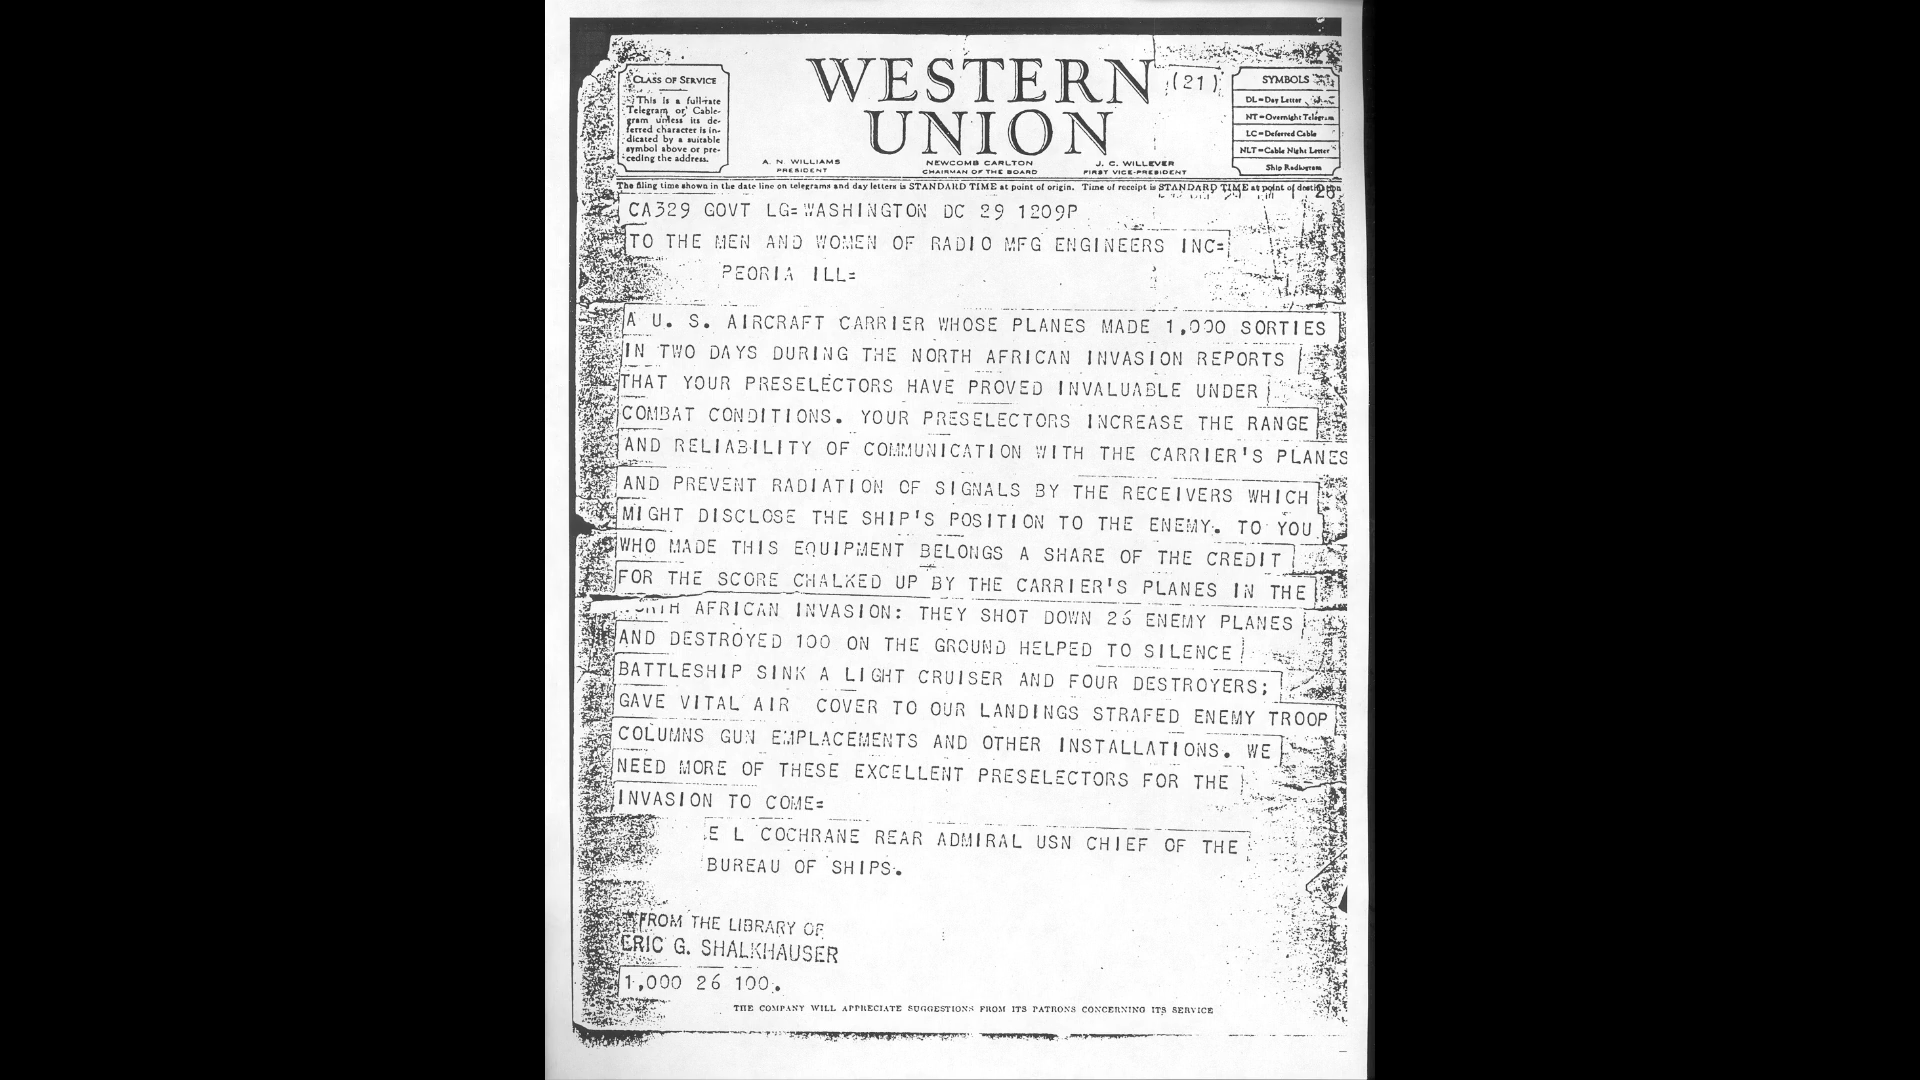 CLASS OF SERVICE
This is a full-rate
Telegram or Cable-
gram unless its de-
ferred character is in-
dicated by a suitable
symbol above or pre-
ceding the address.
WESTERN
UNION
(21)
SYMBOLS
DL=Day Letter
NT=Overnight Telegram
LC=Deferred Cable
NLT=Cable Night Letter
Ship Radiogram
A. N. WILLIAMS
PRESIDENT
NEWCOMB CARLTON
CHAIRMAN OF THE BOARD
J. C. WILLEVER
FIRST VICE-PRESIDENT
The filing time shown in the date line on telegrams and day letters is STANDARD TIME at point of origin. Time of receipt is STANDARD TIME at point of destination
CA329 GOVT LG=WASHINGTON DC 29 1209P
TO THE MEN AND WOMEN OF RADIO MFG ENGINEERS INC=
PEORIA ILL=
A U. S. AIRCRAFT CARRIER WHOSE PLANES MADE 1,000 SORTIES
IN TWO DAYS DURING THE NORTH AFRICAN INVASION REPORTS
THAT YOUR PRESELECTORS HAVE PROVED INVALUABLE UNDER
COMBAT CONDITIONS. YOUR PRESELECTORS INCREASE THE RANGE
AND RELIABILITY OF COMMUNICATION WITH THE CARRIER'S PLANES
AND PREVENT RADIATION OF SIGNALS BY THE RECEIVERS WHICH
MIGHT DISCLOSE THE SHIP'S POSITION TO THE ENEMY. TO YOU
WHO MADE THIS EQUIPMENT BELONGS A SHARE OF THE CREDIT
FOR THE SCORE CHALKED UP BY THE CARRIER'S PLANES IN THE
NORTH AFRICAN INVASION: THEY SHOT DOWN 26 ENEMY PLANES
AND DESTROYED 100 ON THE GROUND HELPED TO SILENCE
BATTLESHIP SINK A LIGHT CRUISER AND FOUR DESTROYERS;
GAVE VITAL AIR COVER TO OUR LANDINGS STRAFED ENEMY TROOP
COLUMNS GUN EMPLACEMENTS AND OTHER INSTALLATIONS. WE
NEED MORE OF THESE EXCELLENT PRESELECTORS FOR THE
INVASION TO COME=
E L COCHRANE REAR ADMIRAL USN CHIEF OF THE
BUREAU OF SHIPS.
FROM THE LIBRARY OF
ERIC G. SHALKHAUSER
1,000 26 100.
THE COMPANY WILL APPRECIATE SUGGESTIONS FROM ITS PATRONS CONCERNING ITS SERVICE